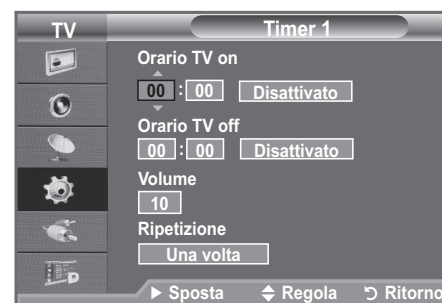 TV
Timer 1
Orario TV on
00 : 00 Disattivato
Orario TV off
00 : 00 Disattivato
Volume
10
Ripetizione
Una volta
Sposta Regola Ritorno